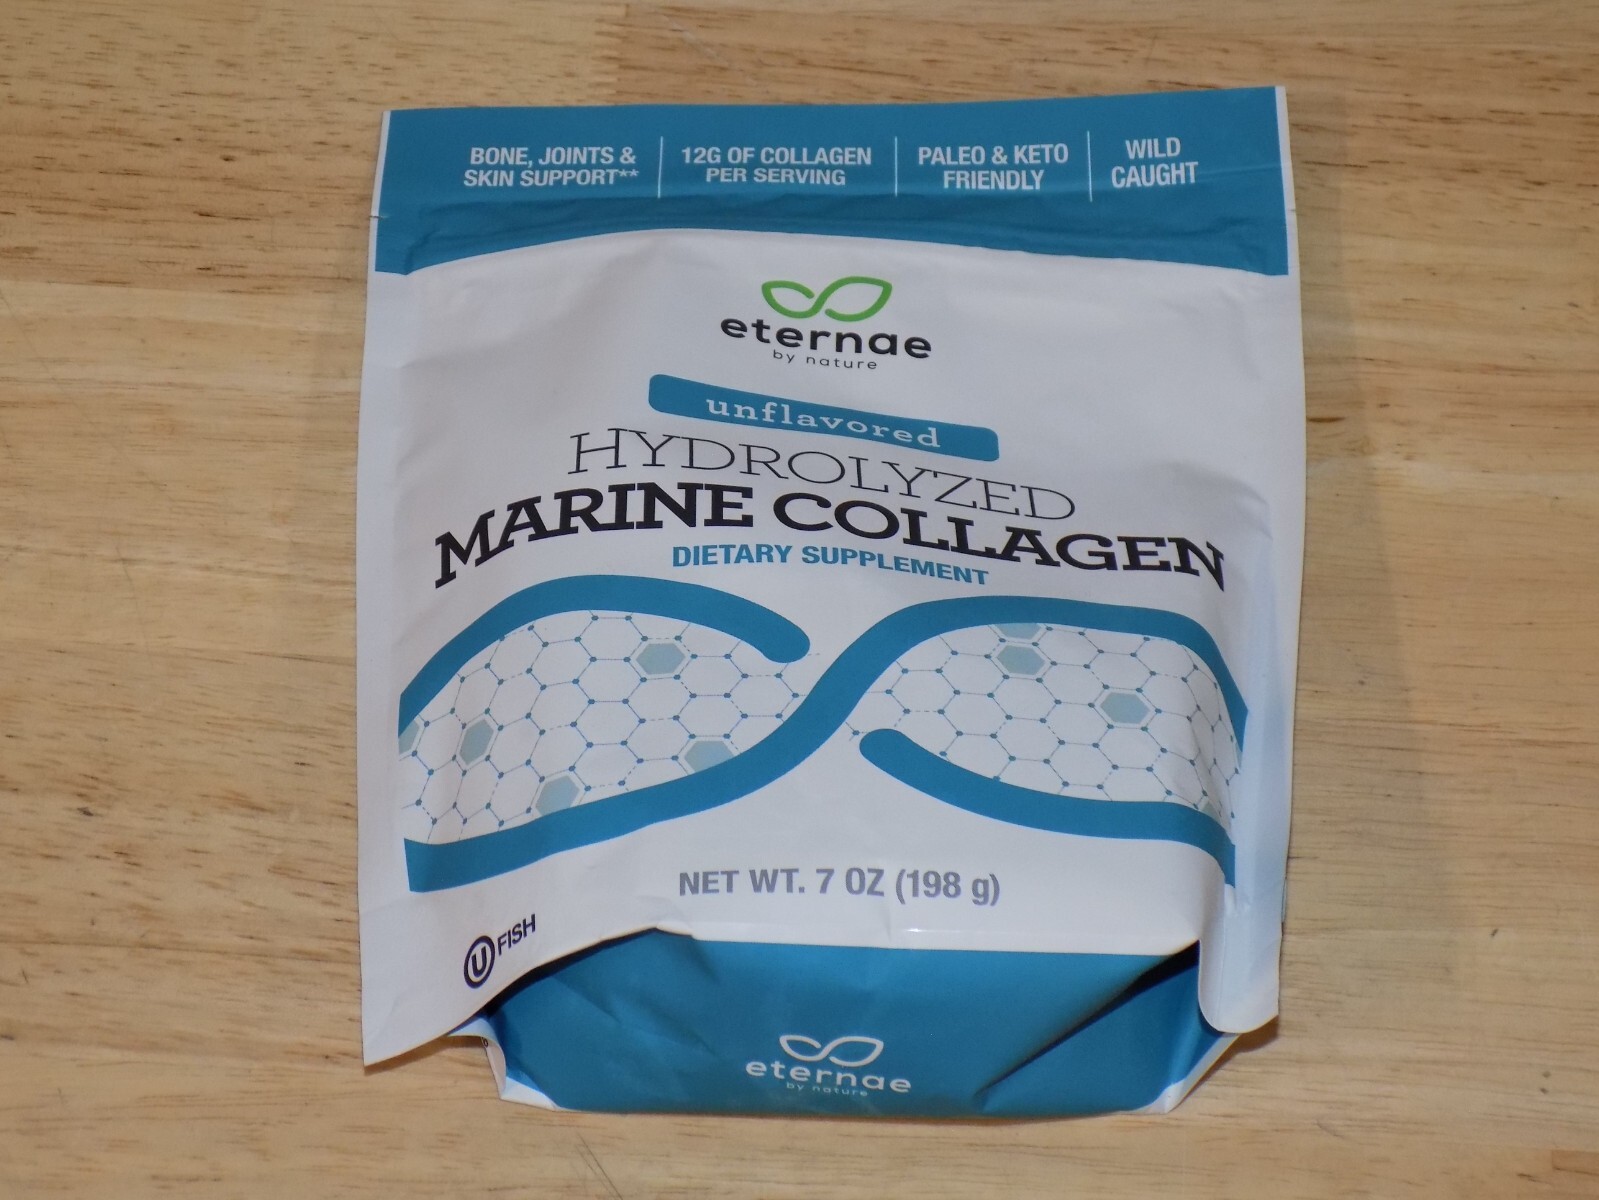 BONE, JOINTS &
SKIN SUPPORT**
12G OF COLLAGEN
PER SERVING
PALEO & KETO
FRIENDLY
WILD
CAUGHT
eternae
by nature
unflavored
HYDROLYZED
MARINE COLLAGEN
DIETARY SUPPLEMENT
NET WT. 7 OZ (198 g)
U FISH
eternae
by nature